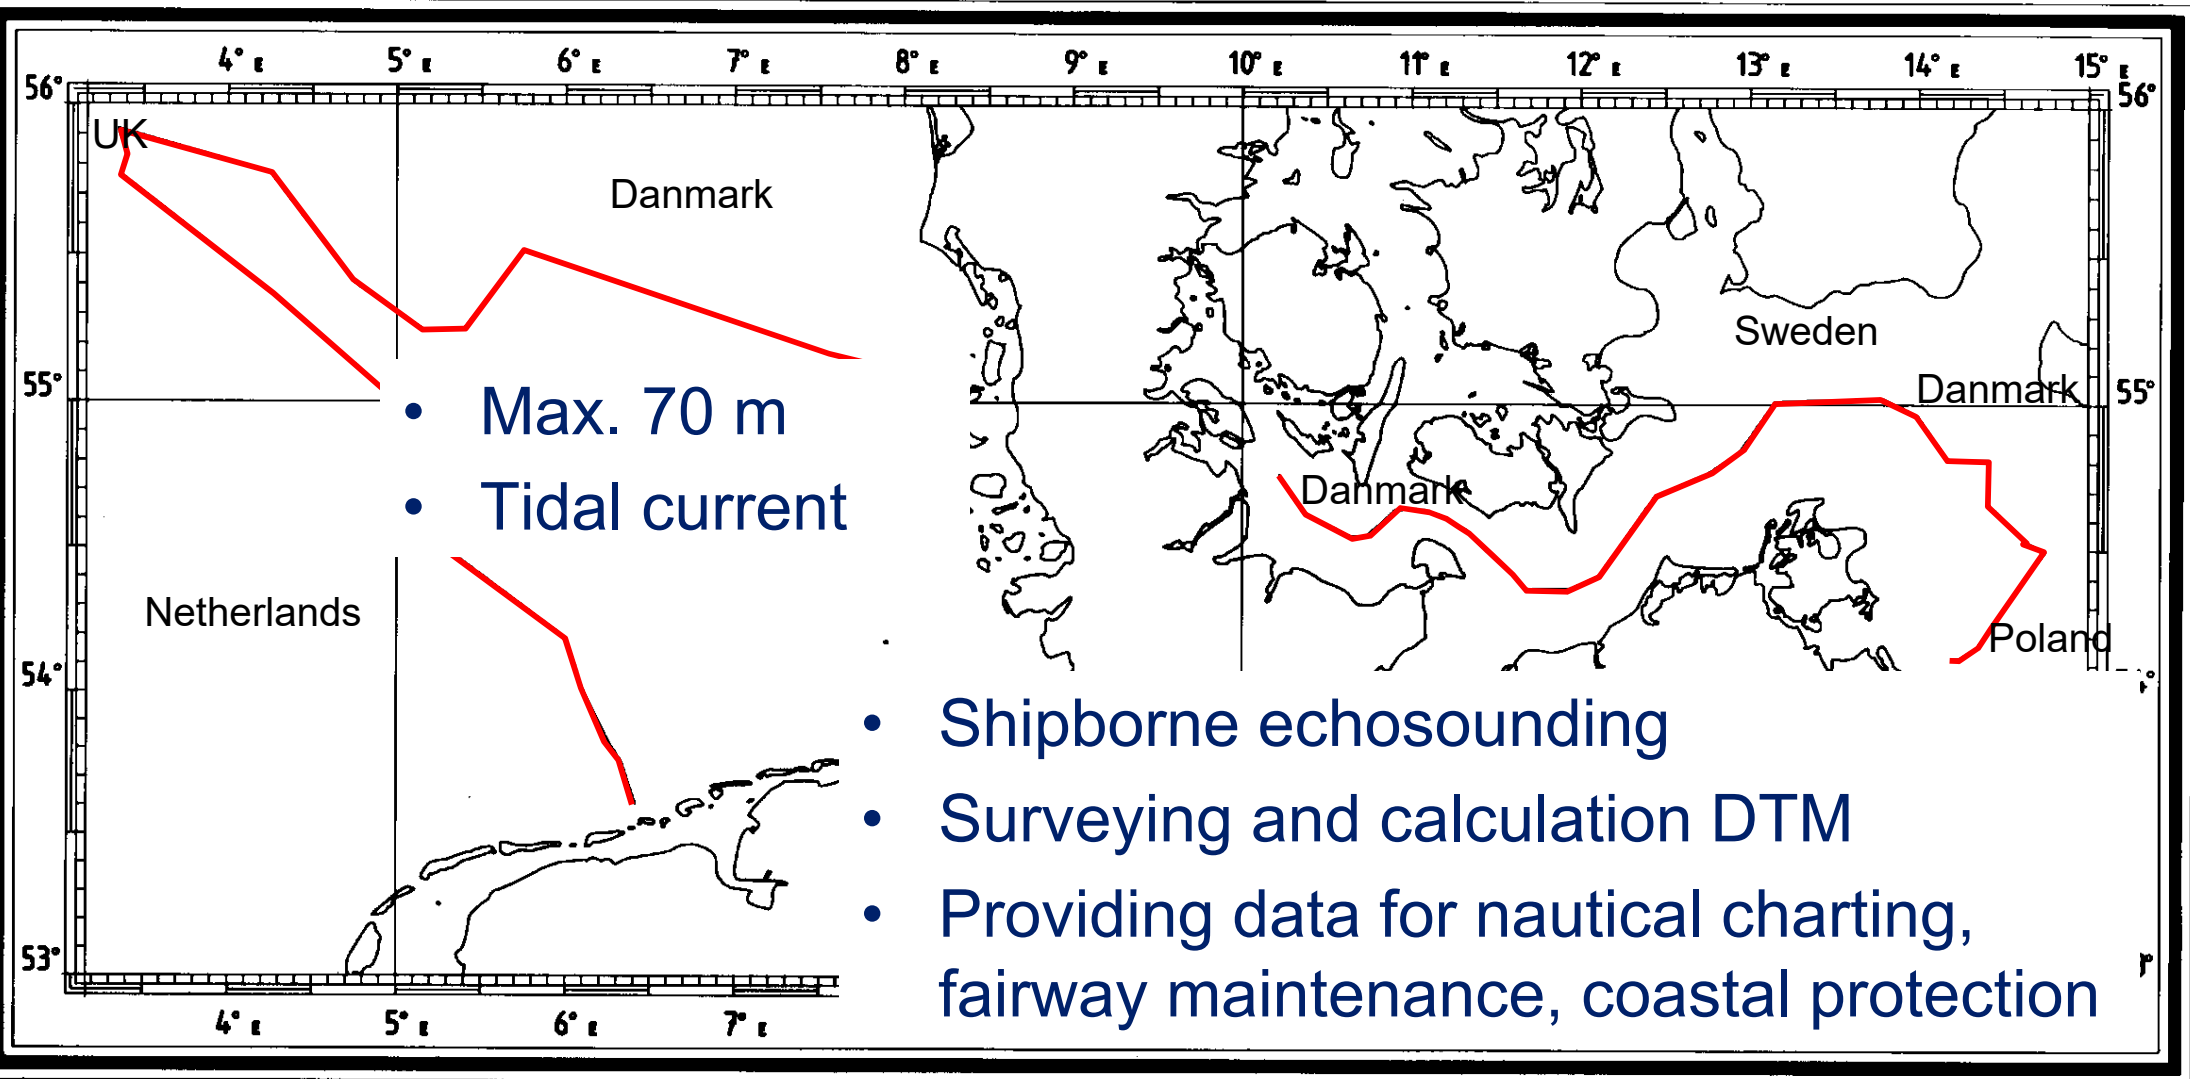 4° E 5° E 6° E 7° E 8° E 9° E 10° E 11° E 12° E 13° E 14° E 15° E
56° 56°
UK
Danmark
Sweden
55° Danmark 55°
• Max. 70 m
• Tidal current
Danmark
Netherlands
Poland
54°
• Shipborne echosounding
• Surveying and calculation DTM
• Providing data for nautical charting,
fairway maintenance, coastal protection
53°
4° E 5° E 6° E 7° E